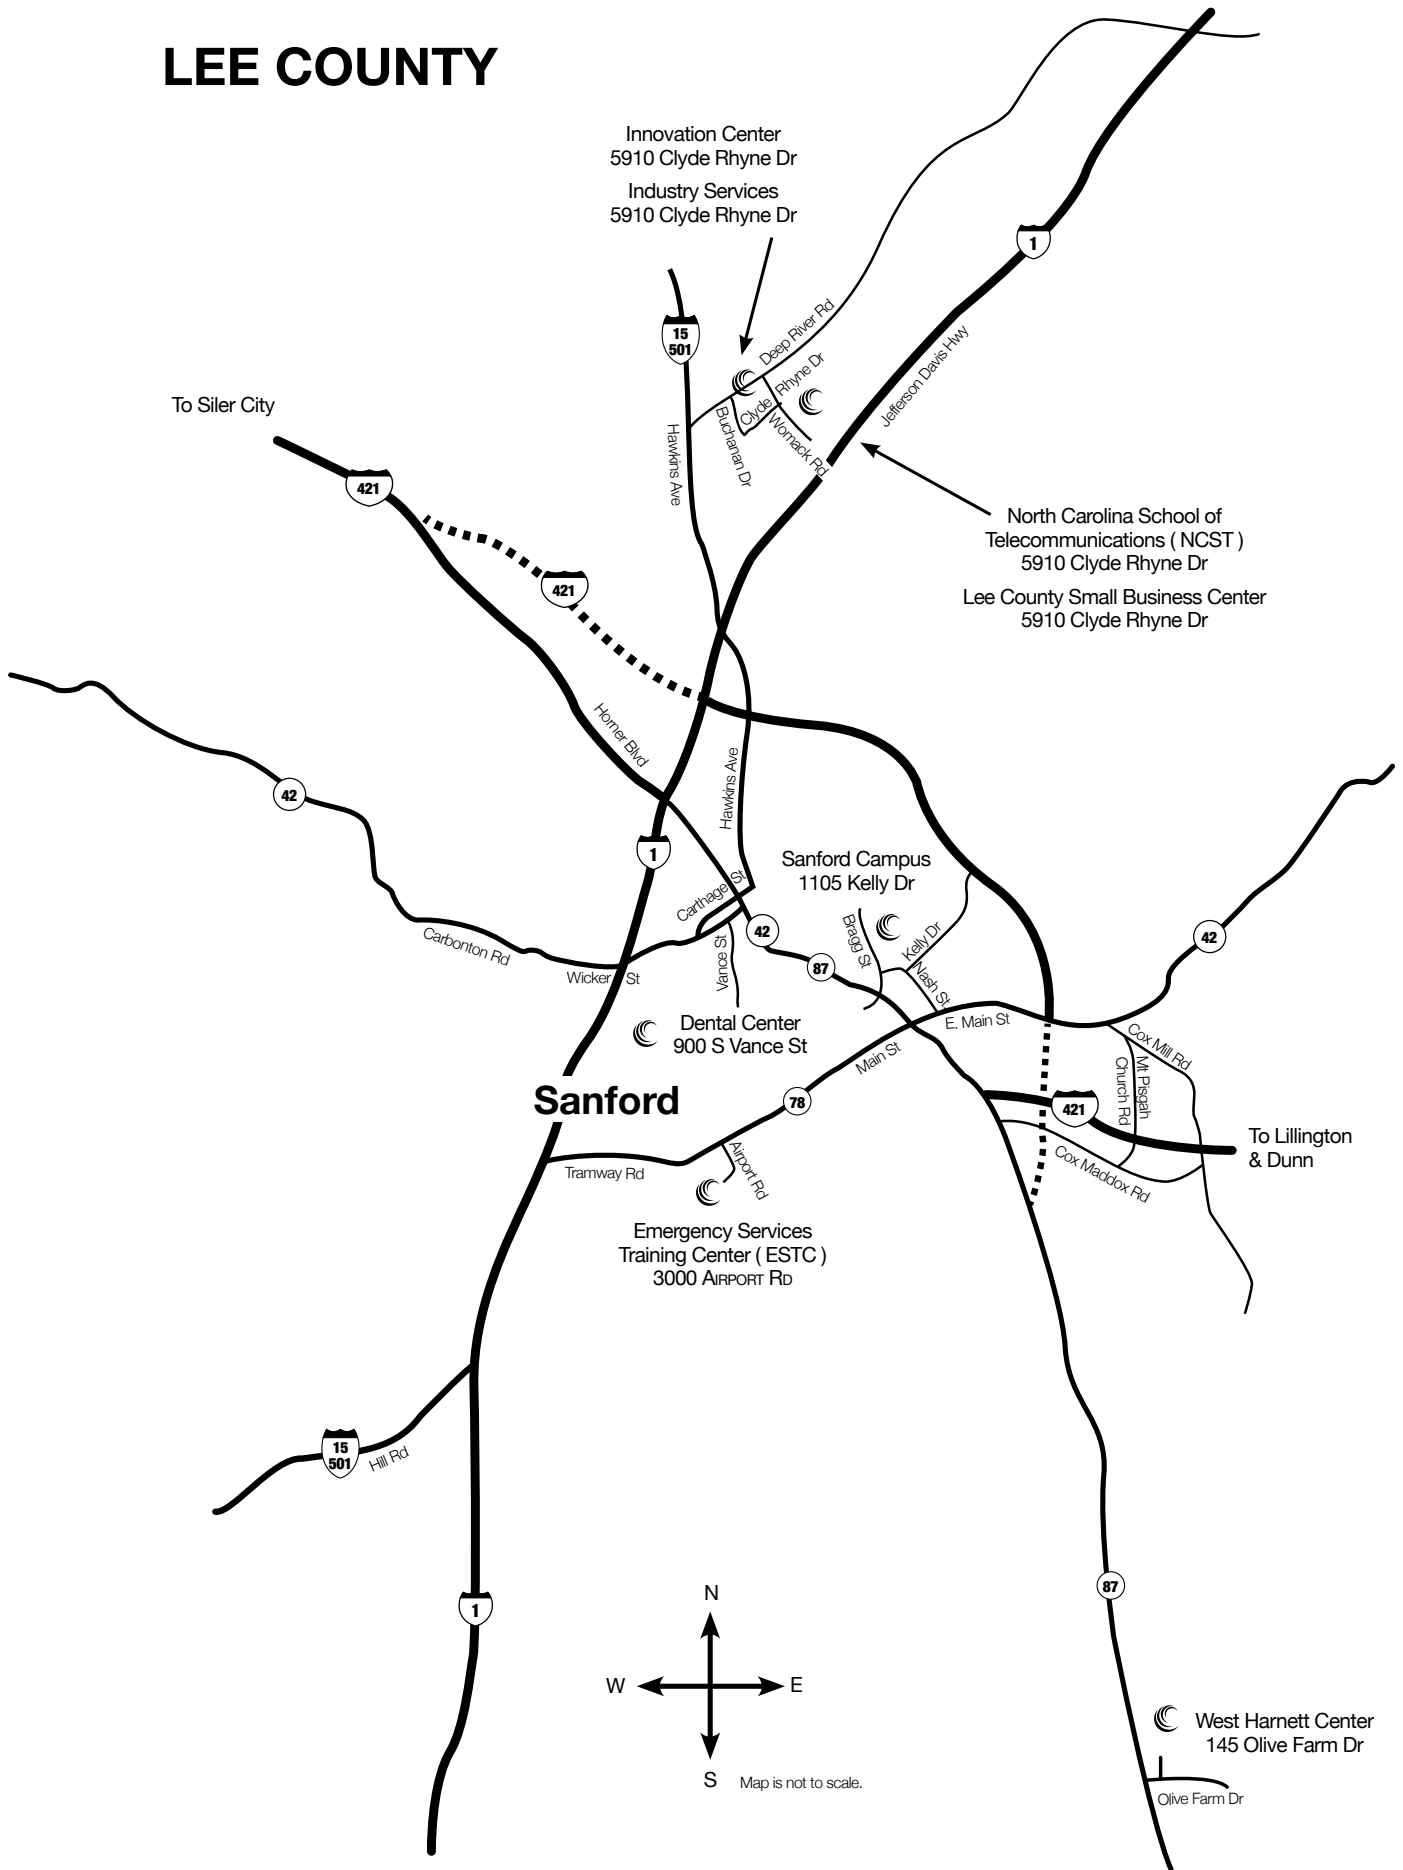 LEE COUNTY
Innovation Center
5910 Clyde Rhyne Dr
Industry Services
5910 Clyde Rhyne Dr
1
15
501
Deep River Rd
Rhyne Dr
Clyde
Jefferson Davis Hwy
To Siler City
Buchanan Dr
Womack Rd
Hawkins Ave
421
North Carolina School of
Telecommunications ( NCST )
5910 Clyde Rhyne Dr
Lee County Small Business Center
5910 Clyde Rhyne Dr
421
Horner Blvd
Hawkins Ave
42
1
Sanford Campus
1105 Kelly Dr
Carthage St
42
42
Bragg St
Kelly Dr
Carbonton Rd
Vance St
87
Wicker St
Nash St
Dental Center
900 S Vance St
E. Main St
Main St
Cox Mill Rd
Mt Pisgah
Church Rd
Sanford
78
421
To Lillington
& Dunn
Tramway Rd
Airport Rd
Cox Maddox Rd
Emergency Services
Training Center ( ESTC )
3000 AIRPORT RD
15
501
Hill Rd
87
1
N
W
E
S
Map is not to scale.
West Harnett Center
145 Olive Farm Dr
Olive Farm Dr